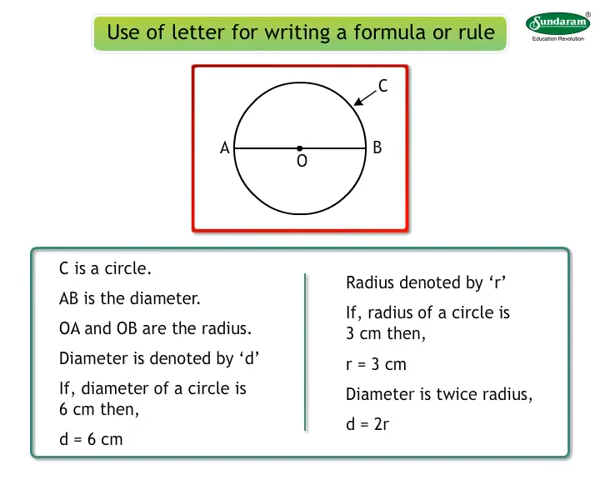 Use of letter for writing a formula or rule
Sundaram®
Education Revolution
C
A
B
O
C is a circle.
AB is the diameter.
OA and OB are the radius.
Diameter is denoted by ‘d’
If, diameter of a circle is
6 cm then,
d = 6 cm
Radius denoted by ‘r’
If, radius of a circle is
3 cm then,
r = 3 cm
Diameter is twice radius,
d = 2r